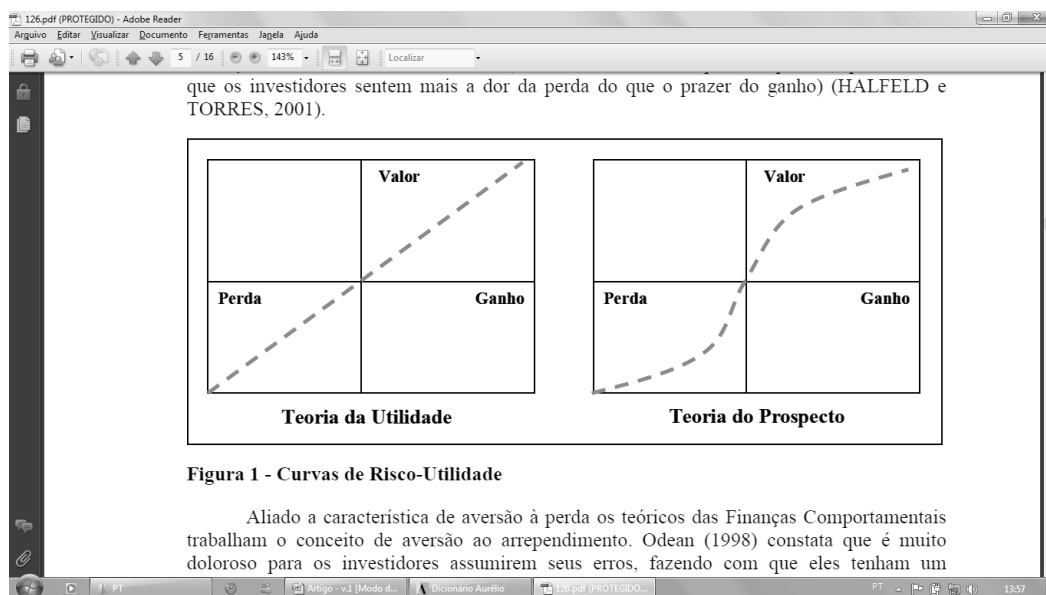 126.pdf (PROTEGIDO) - Adobe Reader
Arquivo Editar Visualizar Documento Ferramentas Janela Ajuda
5 / 16 143% Localizar
que os investidores sentem mais a dor da perda do que o prazer do ganho) (HALFELD e
TORRES, 2001).
Valor
Perda Ganho
Teoria da Utilidade
Valor
Perda Ganho
Teoria do Prospecto
Figura 1 - Curvas de Risco-Utilidade
Aliado a característica de aversão à perda os teóricos das Finanças Comportamentais
trabalham o conceito de aversão ao arrependimento. Odean (1998) constata que é muito
doloroso para os investidores assumirem seus erros, fazendo com que eles tenham um
PT Artigo - v.1 [Modo d... Dicionário Aurélio 126.pdf (PROTEGIDO... PT 13:57